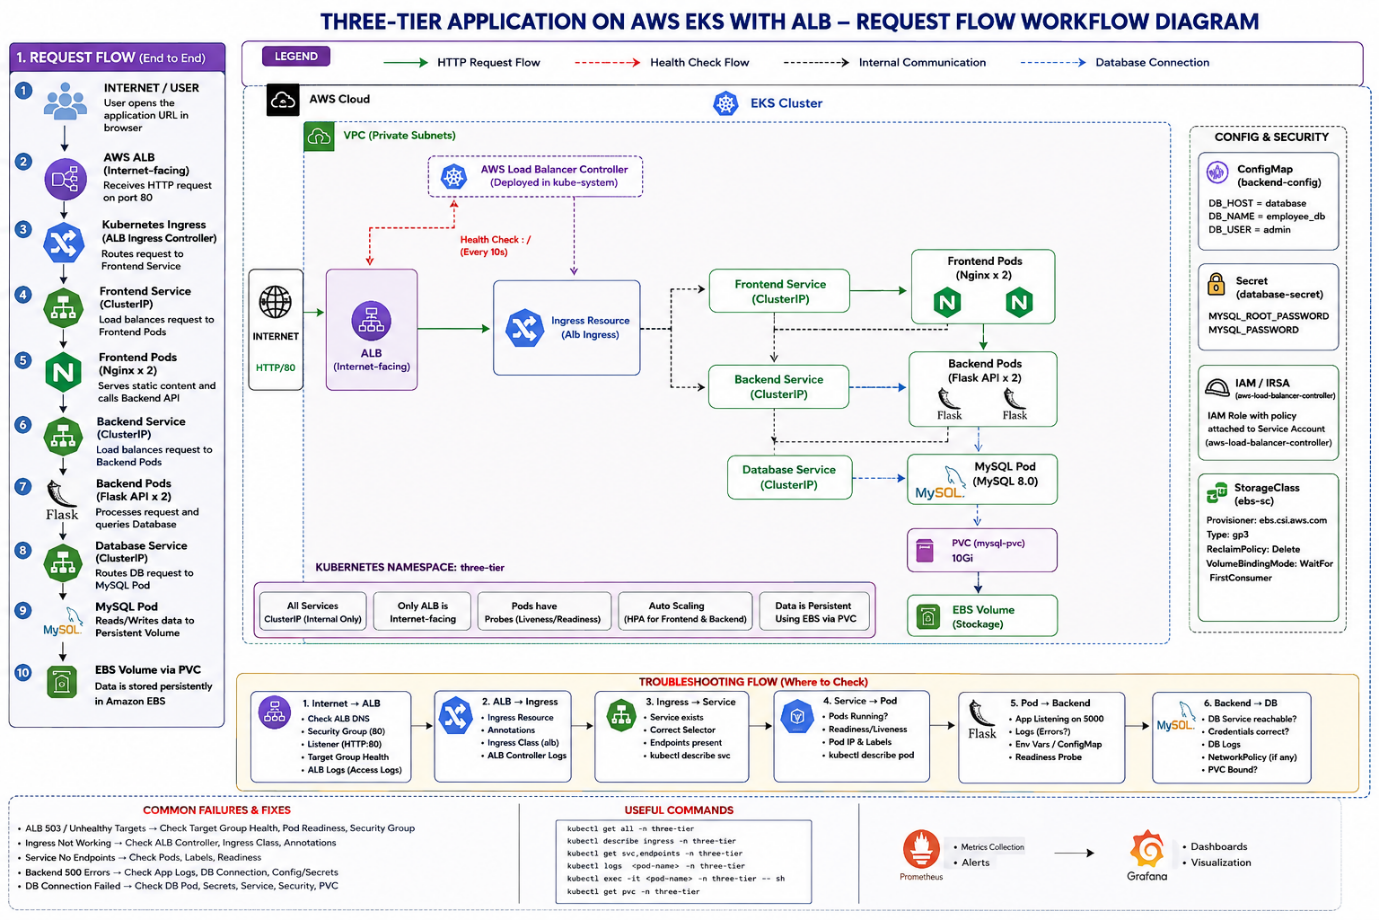 THREE-TIER APPLICATION ON AWS EKS WITH ALB – REQUEST FLOW WORKFLOW DIAGRAM
1. REQUEST FLOW (End to End)
1
INTERNET / USER
User opens the
application URL in
browser
2
AWS ALB
(Internet-facing)
Receives HTTP request
on port 80
3
Kubernetes Ingress
(ALB Ingress Controller)
Routes request to
Frontend Service
4
Frontend Service
(ClusterIP)
Load balances request to
Frontend Pods
5
Frontend Pods
(Nginx x 2)
Serves static content and
calls Backend API
6
Backend Service
(ClusterIP)
Load balances request to
Backend Pods
7
Flask
Backend Pods
(Flask API x 2)
Processes request and
queries Database
8
Database Service
(ClusterIP)
Routes DB request to
MySQL Pod
9
MySQL.
MySQL Pod
Reads/Writes data to
Persistent Volume
10
EBS Volume via PVC
Data is stored persistently
in Amazon EBS
LEGEND
HTTP Request Flow
Health Check Flow
Internal Communication
Database Connection
AWS Cloud
EKS Cluster
VPC (Private Subnets)
AWS Load Balancer Controller
(Deployed in kube-system)
Health Check : /
(Every 10s)
INTERNET
HTTP/80
ALB
(Internet-facing)
Ingress Resource
(Alb Ingress)
Frontend Service
(ClusterIP)
Frontend Pods
(Nginx x 2)
N
N
Backend Service
(ClusterIP)
Backend Pods
(Flask API x 2)
Flask
Flask
Database Service
(ClusterIP)
MySQL.
MySQL Pod
(MySQL 8.0)
PVC (mysql-pvc)
10Gi
EBS Volume
(Stockage)
KUBERNETES NAMESPACE: three-tier
All Services
ClusterIP (Internal Only)
Only ALB is
Internet-facing
Pods have
Probes (Liveness/Readiness)
Auto Scaling
(HPA for Frontend & Backend)
Data is Persistent
Using EBS via PVC
CONFIG & SECURITY
ConfigMap
(backend-config)
DB_HOST = database
DB_NAME = employee_db
DB_USER = admin
Secret
(database-secret)
MYSQL_ROOT_PASSWORD
MYSQL_PASSWORD
IAM / IRSA
(aws-load-balancer-controller)
IAM Role with policy
attached to Service Account
(aws-load-balancer-controller)
StorageClass
(ebs-sc)
Provisioner: ebs.csi.aws.com
Type: gp3
ReclaimPolicy: Delete
VolumeBindingMode: WaitFor
FirstConsumer
TROUBLESHOOTING FLOW (Where to Check)
1. Internet → ALB
• Check ALB DNS
• Security Group (80)
• Listener (HTTP:80)
• Target Group Health
• ALB Logs (Access Logs)
2. ALB → Ingress
• Ingress Resource
• Annotations
• Ingress Class (alb)
• ALB Controller Logs
3. Ingress → Service
• Service exists
• Correct Selector
• Endpoints present
• kubectl describe svc
4. Service → Pod
• Pods Running?
• Readiness/Liveness
• Pod IP & Labels
• kubectl describe pod
Flask
5. Pod → Backend
• App Listening on 5000
• Logs (Errors?)
• Env Vars / ConfigMap
• Readiness Probe
MySQL.
6. Backend → DB
• DB Service reachable?
• Credentials correct?
• DB Logs
• NetworkPolicy (if any)
• PVC Bound?
COMMON FAILURES & FIXES
• ALB 503 / Unhealthy Targets → Check Target Group Health, Pod Readiness, Security Group
• Ingress Not Working → Check ALB Controller, Ingress Class, Annotations
• Service No Endpoints → Check Pods, Labels, Readiness
• Backend 500 Errors → Check App Logs, DB Connection, Config/Secrets
• DB Connection Failed → Check DB Pod, Secrets, Service, Security, PVC
USEFUL COMMANDS
kubectl get all -n three-tier
kubectl describe ingress -n three-tier
kubectl get svc,endpoints -n three-tier
kubectl logs <pod-name> -n three-tier
kubectl exec -it <pod-name> -n three-tier -- sh
kubectl get pvc -n three-tier
Prometheus
• Metrics Collection
• Alerts
Grafana
• Dashboards
• Visualization